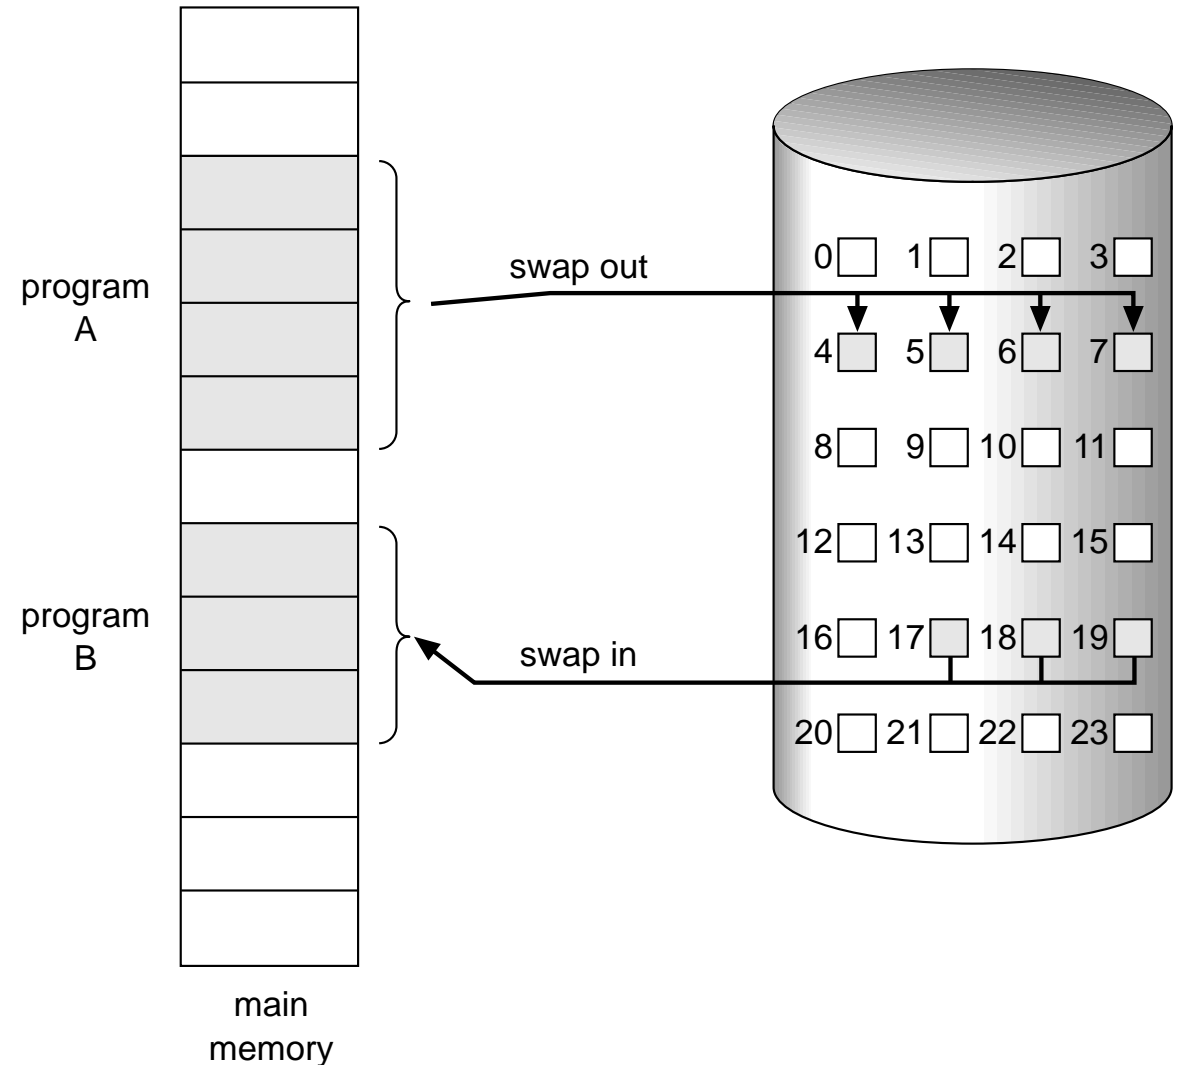 swap out
0 1 2 3
program
A
4 5 6 7
8 9 10 11
12 13 14 15
program
B
16 17 18 19
swap in
20 21 22 23
main
memory